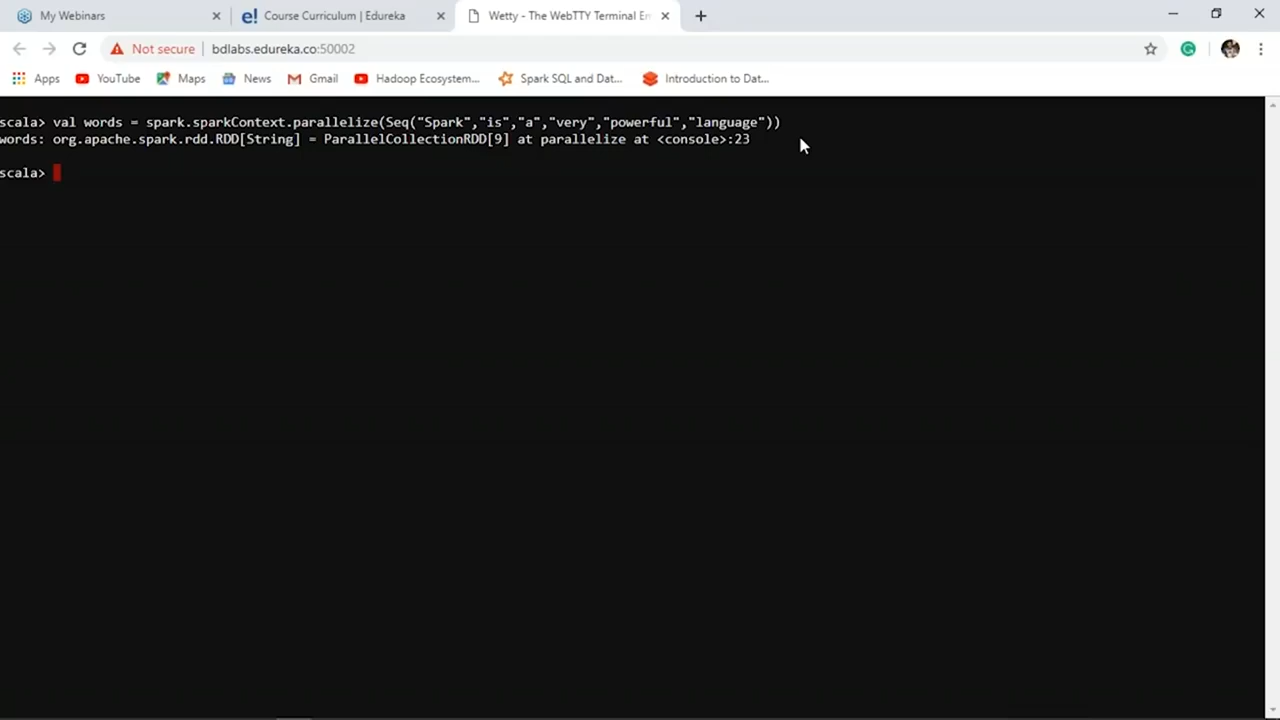 My Webinars
Course Curriculum | Edureka
Wetty - The WebTTY Terminal Em
Not secure | bdlabs.edureka.co:50002
Apps
YouTube
Maps
News
Gmail
Hadoop Ecosystem...
Spark SQL and Dat...
Introduction to Dat...
scala> val words = spark.sparkContext.parallelize(Seq("Spark","is","a","very","powerful","language"))
words: org.apache.spark.rdd.RDD[String] = ParallelCollectionRDD[9] at parallelize at <console>:23
scala>